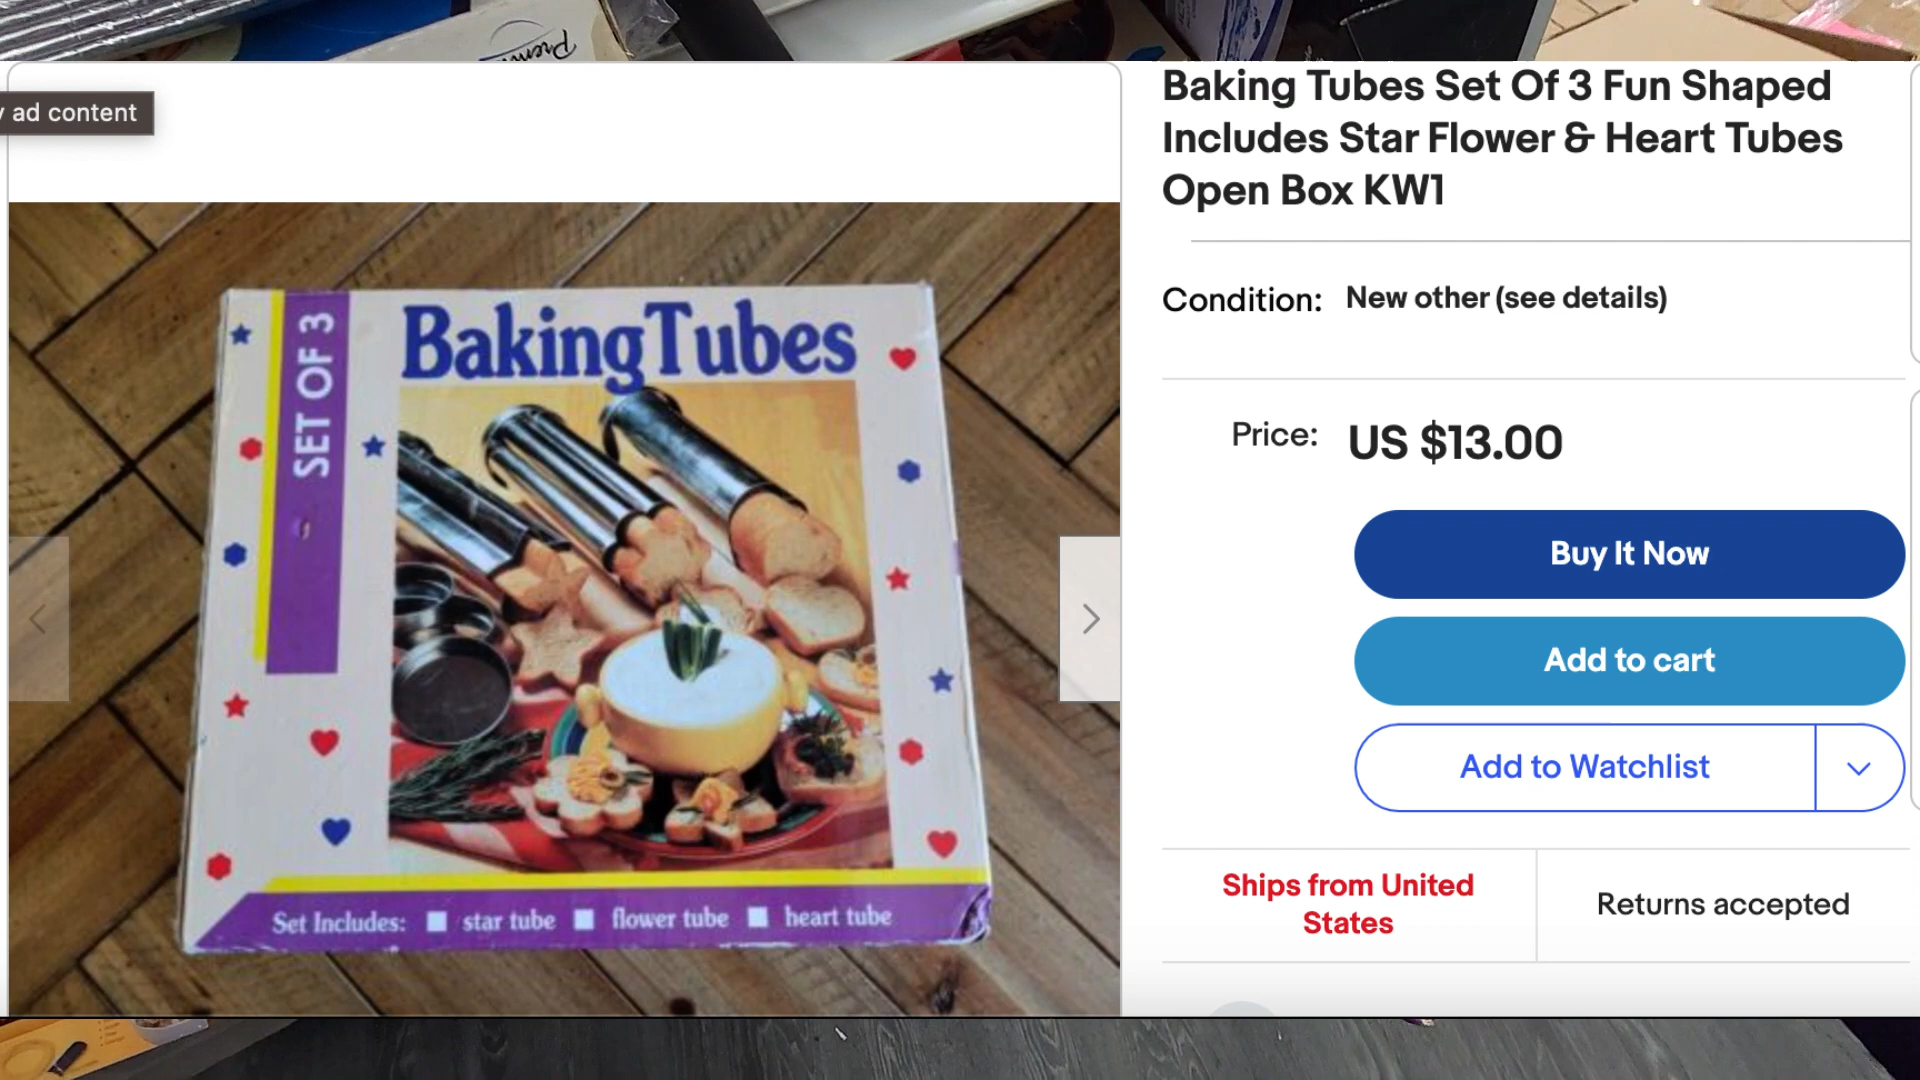 Prem
ad content
Baking Tubes Set Of 3 Fun Shaped
Includes Star Flower & Heart Tubes
Open Box KW1
Condition: New other (see details)
Price: US $13.00
Buy It Now
Add to cart
Add to Watchlist
Ships from United
States
Returns accepted
SET OF 3
Baking Tubes
Set Includes: star tube flower tube heart tube